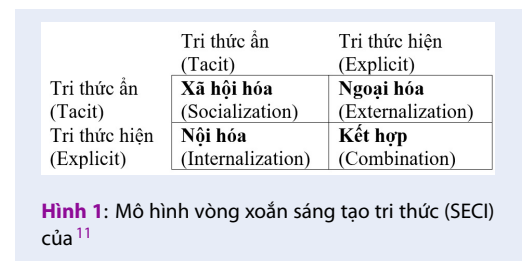 Tri thức ẩn Tri thức hiện
(Tacit) (Explicit)
Tri thức ẩn Xã hội hóa Ngoại hóa
(Tacit) (Socialization) (Externalization)
Tri thức hiện Nội hóa Kết hợp
(Explicit) (Internalization) (Combination)
Hình 1: Mô hình vòng xoắn sáng tạo tri thức (SECI)
của 11